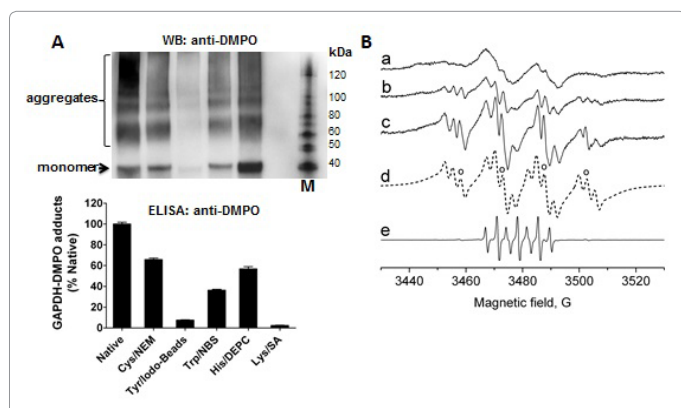 A
WB: anti-DMPO
kDa
aggregates
120
100
80
60
50
40
monomer
M
ELISA: anti-DMPO
GAPDH-DMPO adducts
(% Native)
120
100
80
60
40
20
0
Native
Cys/NEM
Tyr/Iodo-Beads
Trp/NBS
His/DEPC
Lys/SA
B
a
b
c
d
e
3440 3460 3480 3500 3520
Magnetic field, G